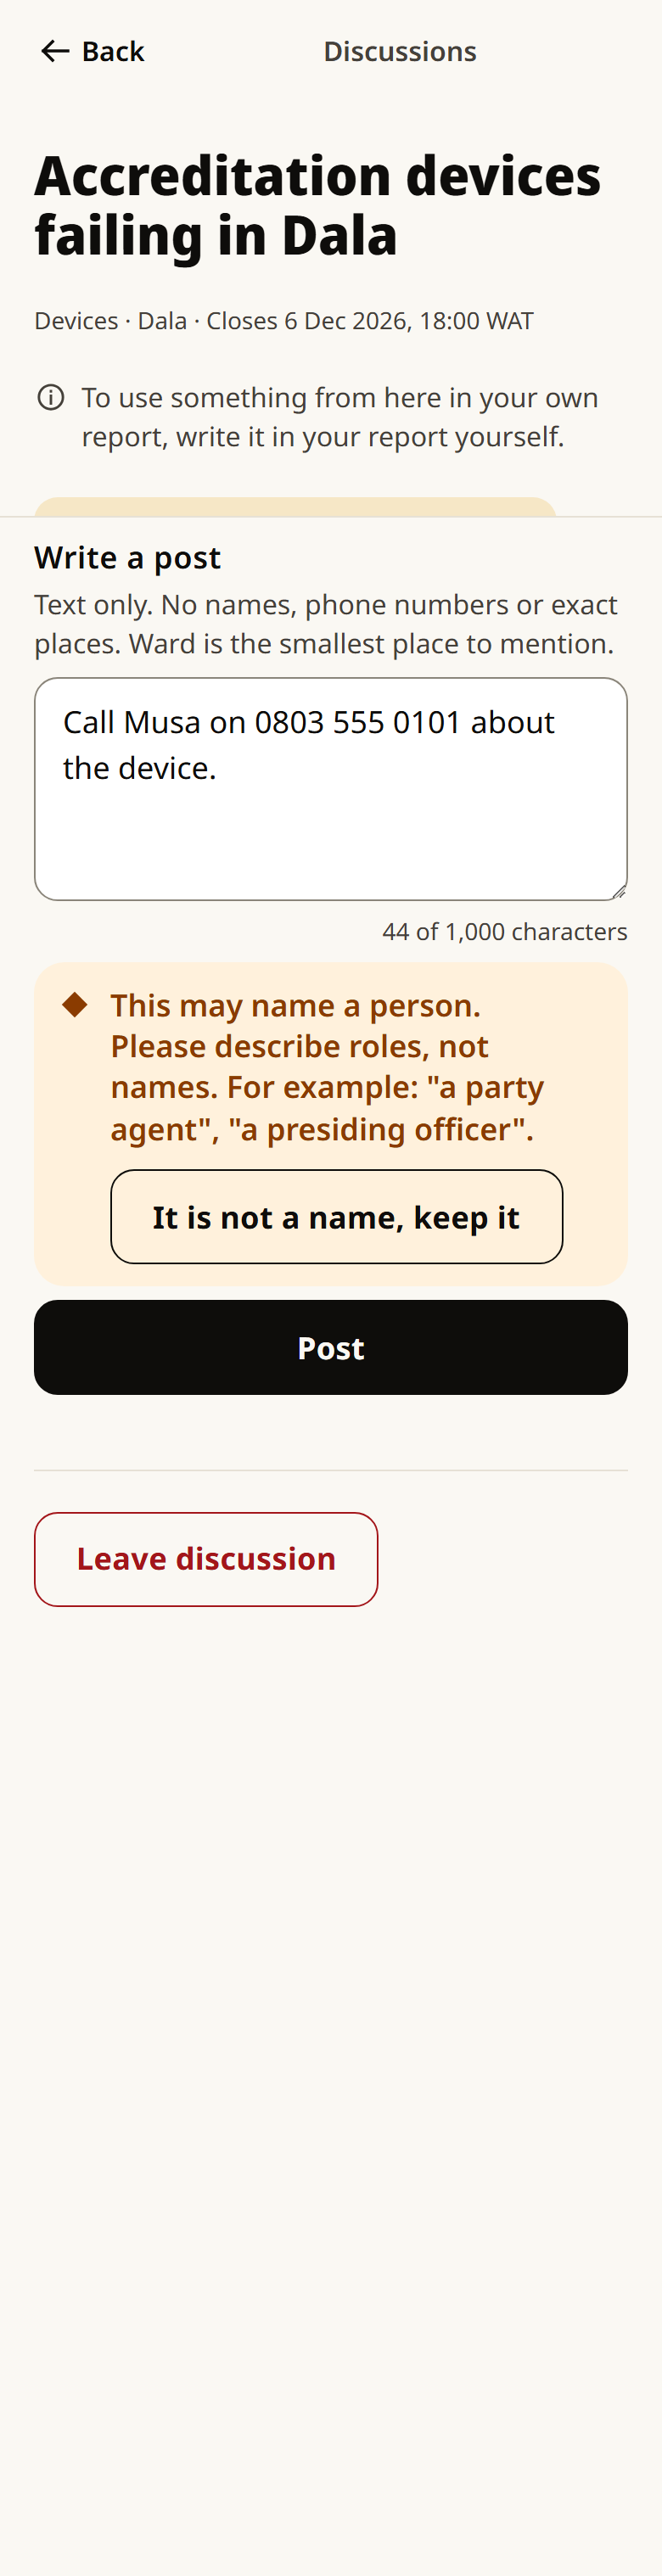 Back
Discussions
Accreditation devices
failing in Dala
Devices · Dala · Closes 6 Dec 2026, 18:00 WAT
To use something from here in your own
report, write it in your report yourself.
Write a post
Text only. No names, phone numbers or exact
places. Ward is the smallest place to mention.
Call Musa on 0803 555 0101 about
the device.
44 of 1,000 characters
This may name a person.
Please describe roles, not
names. For example: "a party
agent", "a presiding officer".
It is not a name, keep it
Post
Leave discussion